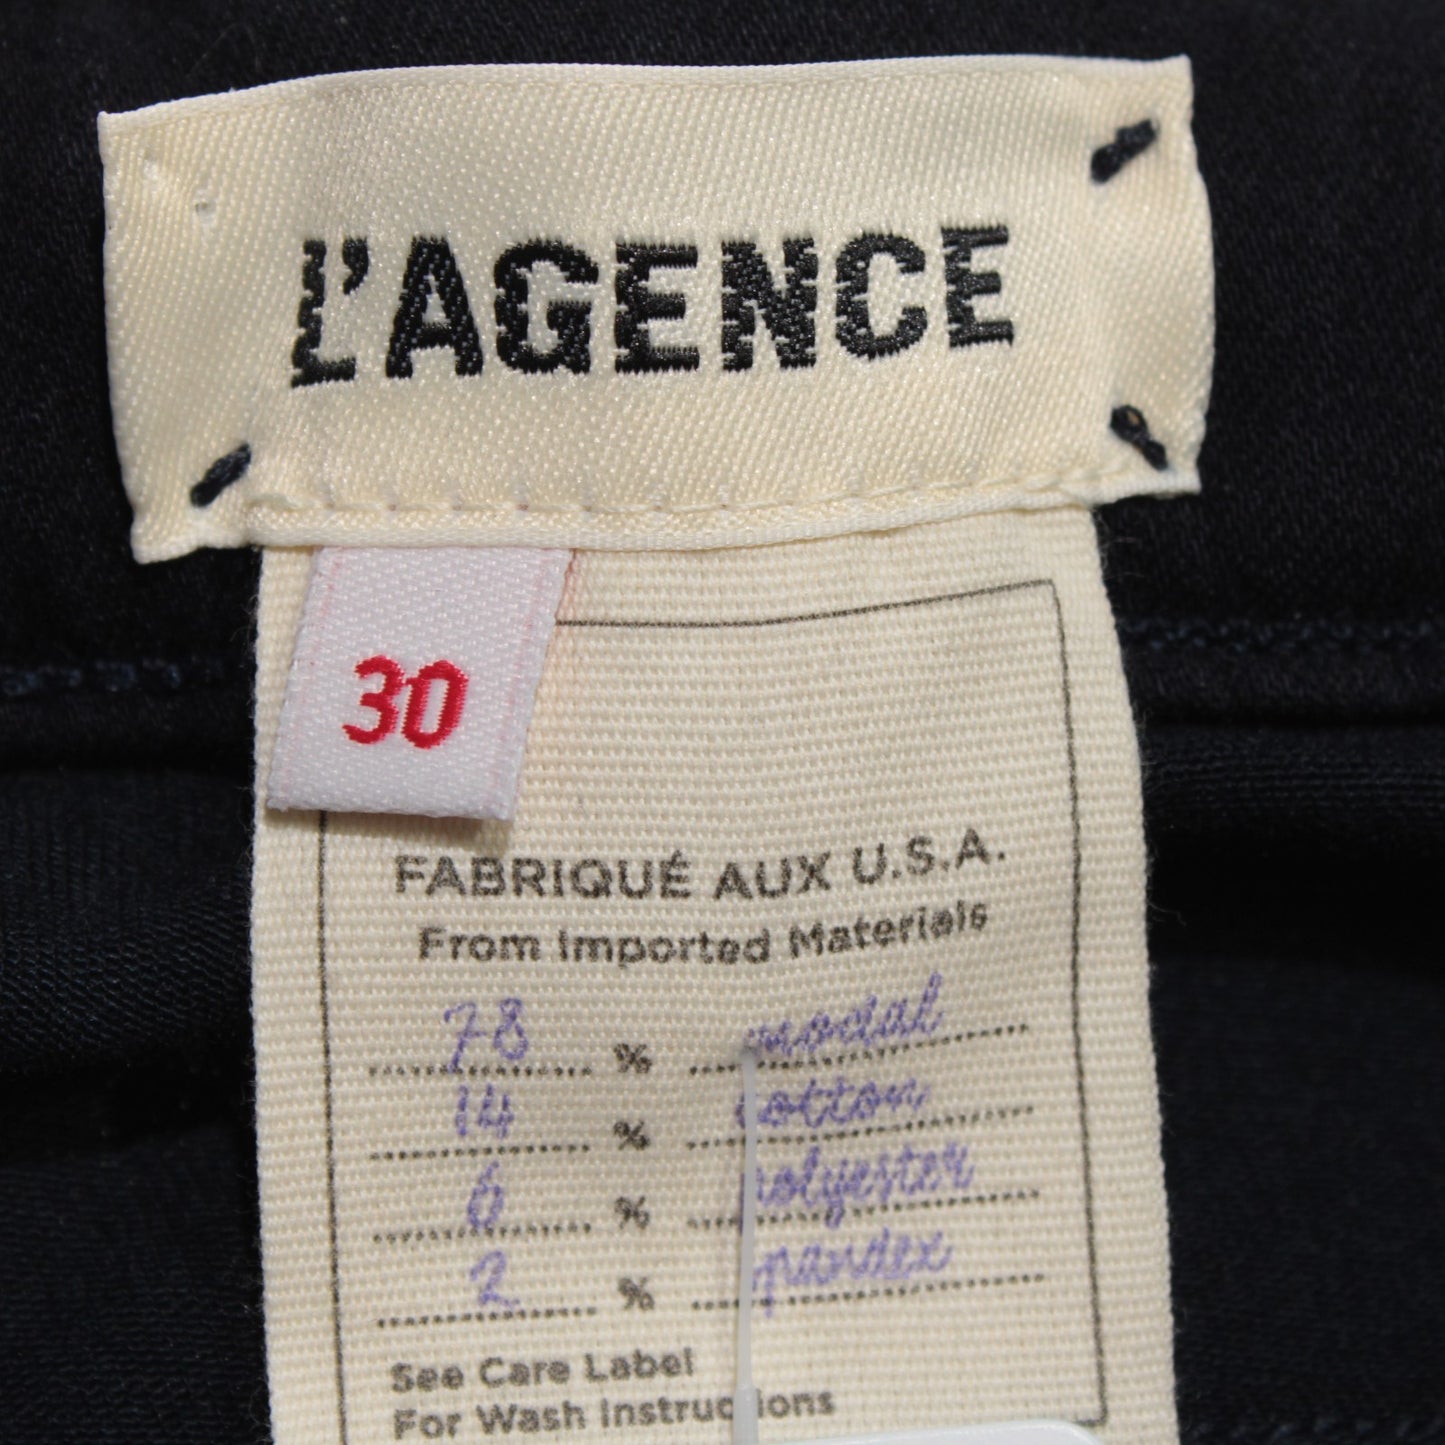 L'AGENCE
30
FABRIQUÉ AUX U.S.A.
From Imported Materials
78 % modal
14 % cotton
6 % polyester
2 % spandex
See Care Label
For Wash Instructions